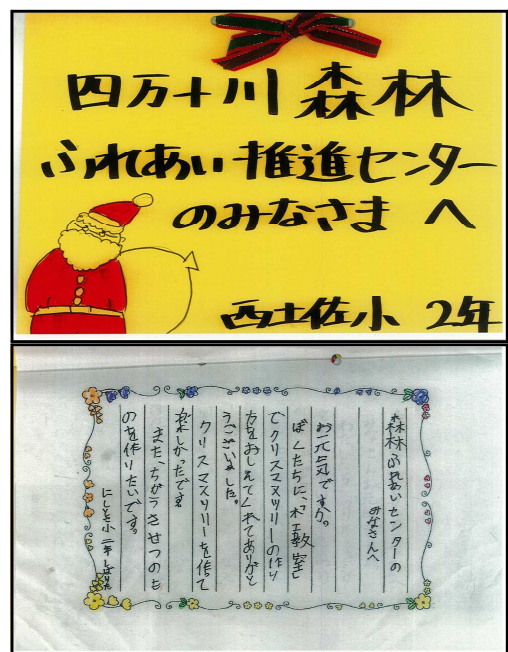 四万十川 森林
ふれあい推進センター
のみなさま へ
西土佐小 2年
森林ふれあいセンターの
みなさんへ
お元気ですか。
ぼくたちに、木工教室
でクリスマスツリーの作り
方をおしえてくれてありがと
うございました。
クリスマスツリーを作て
たのしかったです。
また、ちがうきせつのも
のを作りたいです。
にしとさ小 二年